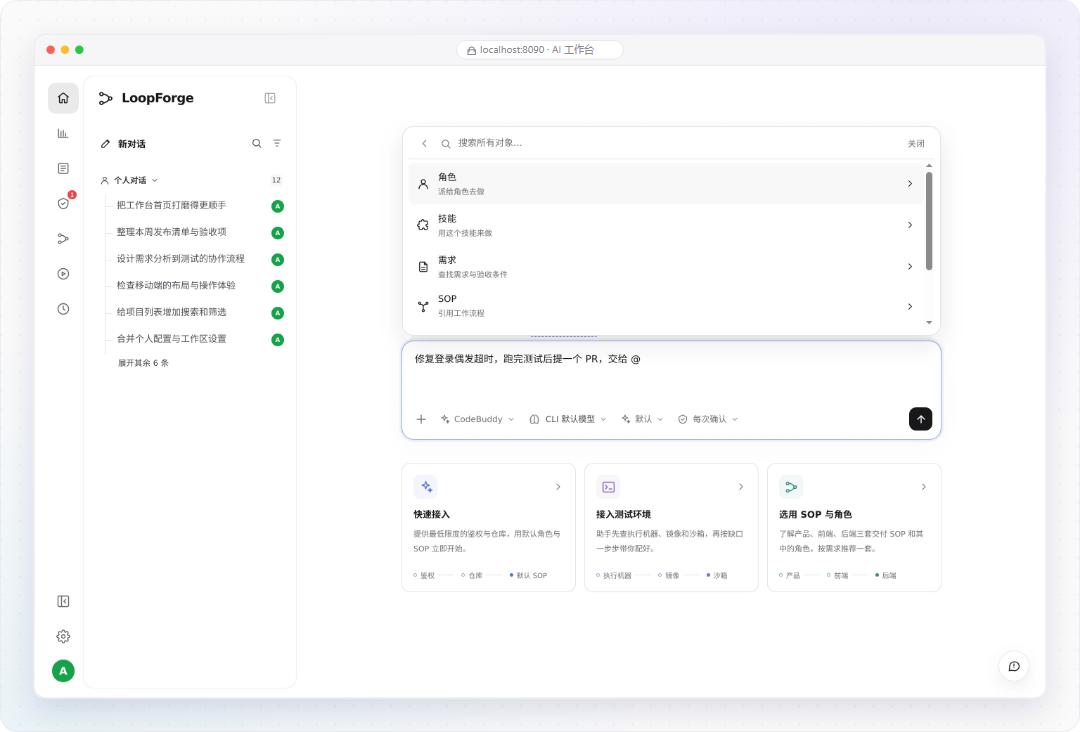 localhost:8090 · AI 工作台
LoopForge
新对话
1
个人对话
12
把工作台首页打磨得更顺手
A
整理本周发布清单与验收项
A
设计需求分析到测试的协作流程
A
检查移动端的布局与操作体验
A
给项目列表增加搜索和筛选
A
合并个人配置与工作区设置
A
展开其余 6 条
A
搜索所有对象...
关闭
角色
派给角色去做
技能
用这个技能来做
需求
查找需求与验收条件
SOP
引用工作流程
修复登录偶发超时，跑完测试后提一个 PR，交给 @
CodeBuddy
CLI 默认模型
默认
每次确认
快速接入
提供最低限度的鉴权与仓库，用默认角色与
SOP 立即开始。
鉴权
仓库
默认 SOP
接入测试环境
助手先查执行机器、镜像和沙箱，再按缺口
一步步带你配好。
执行机器
镜像
沙箱
选用 SOP 与角色
了解产品、前端、后端三套交付 SOP 和其
中的角色，按需求推荐一套。
产品
前端
后端